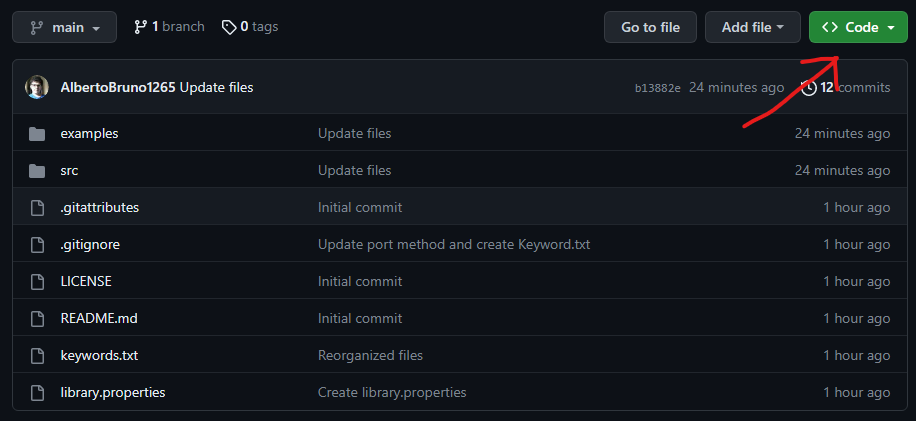 main 1 branch 0 tags Go to file Add file Code
AlbertoBruno1265 Update files b13882e 24 minutes ago 12 commits
examples Update files 24 minutes ago
src Update files 24 minutes ago
.gitattributes Initial commit 1 hour ago
.gitignore Update port method and create Keyword.txt 1 hour ago
LICENSE Initial commit 1 hour ago
README.md Initial commit 1 hour ago
keywords.txt Reorganized files 1 hour ago
library.properties Create library.properties 1 hour ago